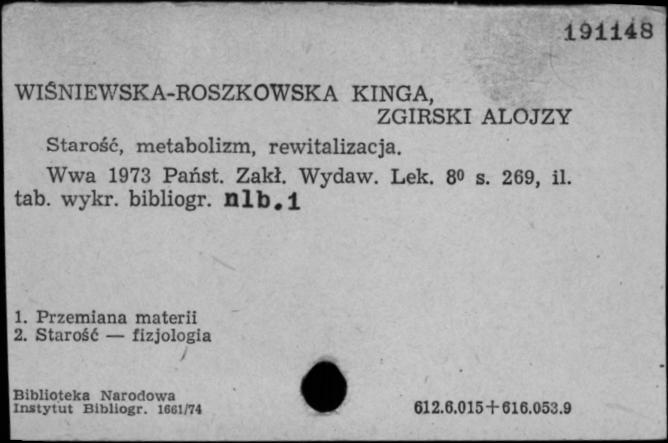 191148
WIŚNIEWSKA-ROSZKOWSKA KINGA,
ZGIRSKI ALOJZY
Starość, metabolizm, rewitalizacja.
Wwa 1973 Państ. Zakł. Wydaw. Lek. 8⁰ s. 269, il.
tab. wykr. bibliogr. nlb.1
1. Przemiana materii
2. Starość — fizjologia
Biblioteka Narodowa
Instytut Bibliogr. 1661/74
612.6.015+616.053.9